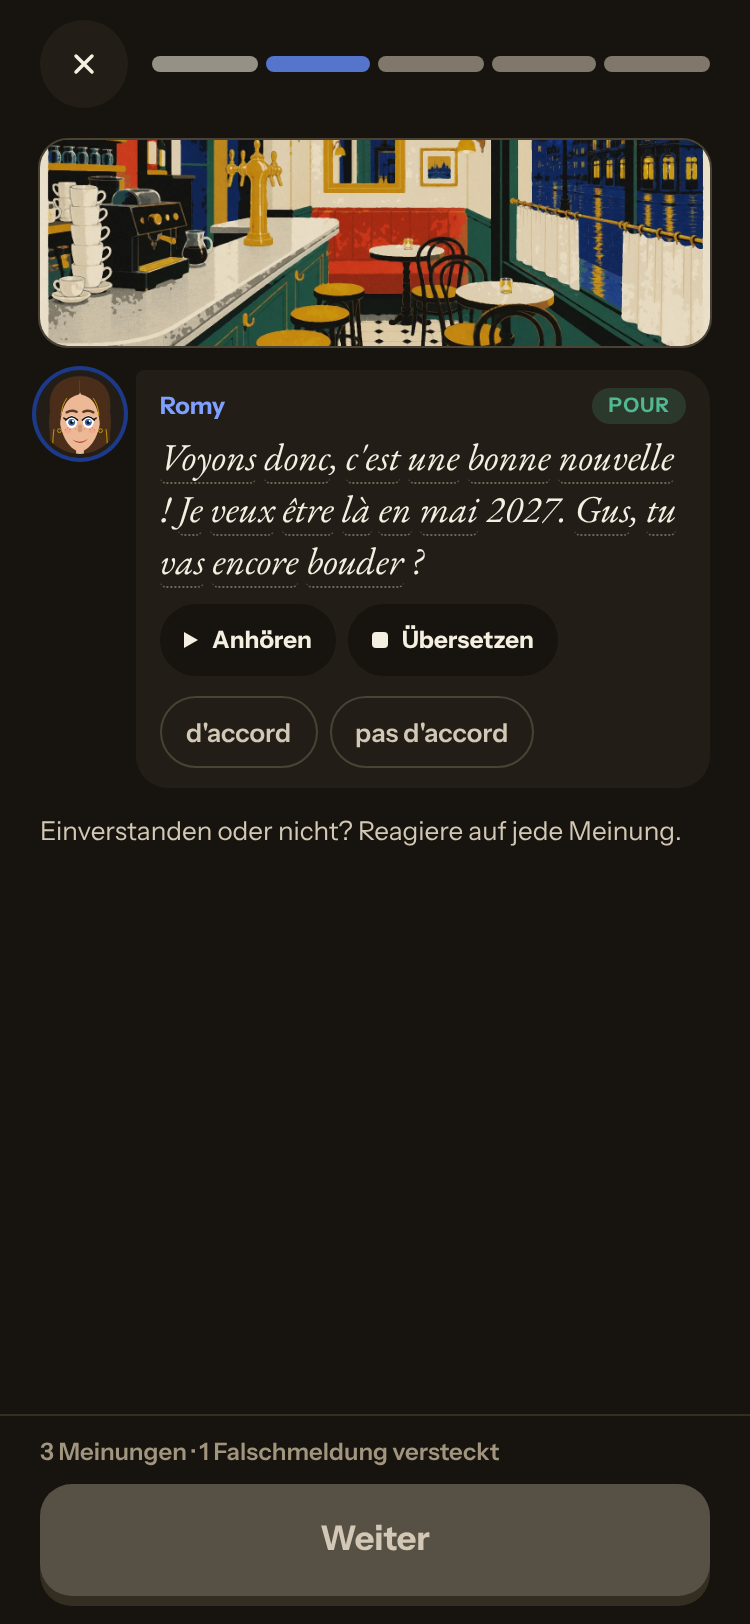 Romy
POUR
Voyons donc, c'est une bonne nouvelle
! Je veux être là en mai 2027. Gus, tu
vas encore bouder ?
Anhören
Übersetzen
d'accord
pas d'accord
Einverstanden oder nicht? Reagiere auf jede Meinung.
3 Meinungen · 1 Falschmeldung versteckt
Weiter